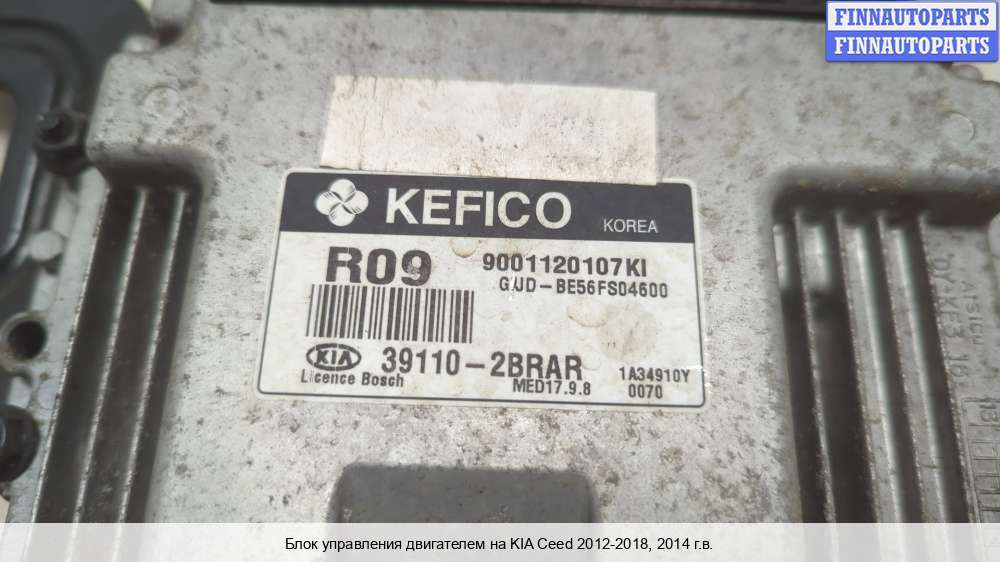 FINNAUTOPARTS
FINNAUTOPARTS
KEFICO KOREA
R09 9001120107KI
GJJD-BE56FS04600
KIA 39110-2BRAR 1A34910Y
Licence Bosch MED17.9.8 0070
Блок управления двигателем на KIA Ceed 2012-2018, 2014 г.в.